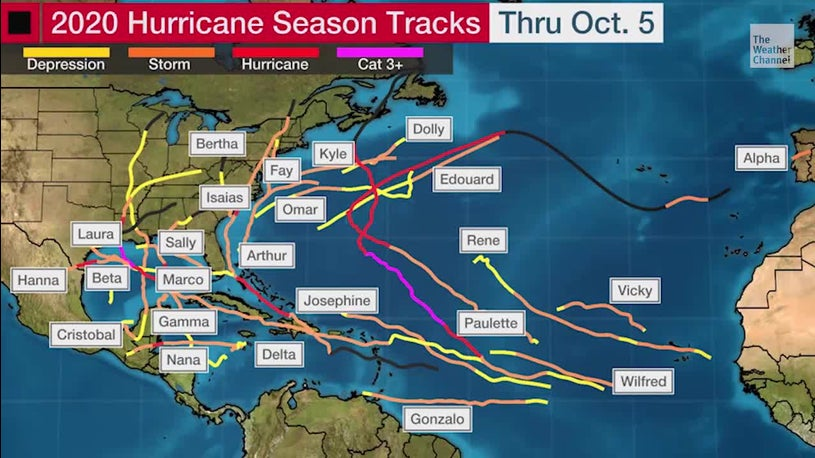 2020 Hurricane Season Tracks
Thru Oct. 5
The
Weather
Channel
Depression
Storm
Hurricane
Cat 3+
Dolly
Bertha
Kyle
Alpha
Fay
Edouard
Isaias
Omar
Laura
Sally
Rene
Arthur
Hanna
Beta
Marco
Vicky
Josephine
Gamma
Paulette
Cristobal
Nana
Delta
Wilfred
Gonzalo